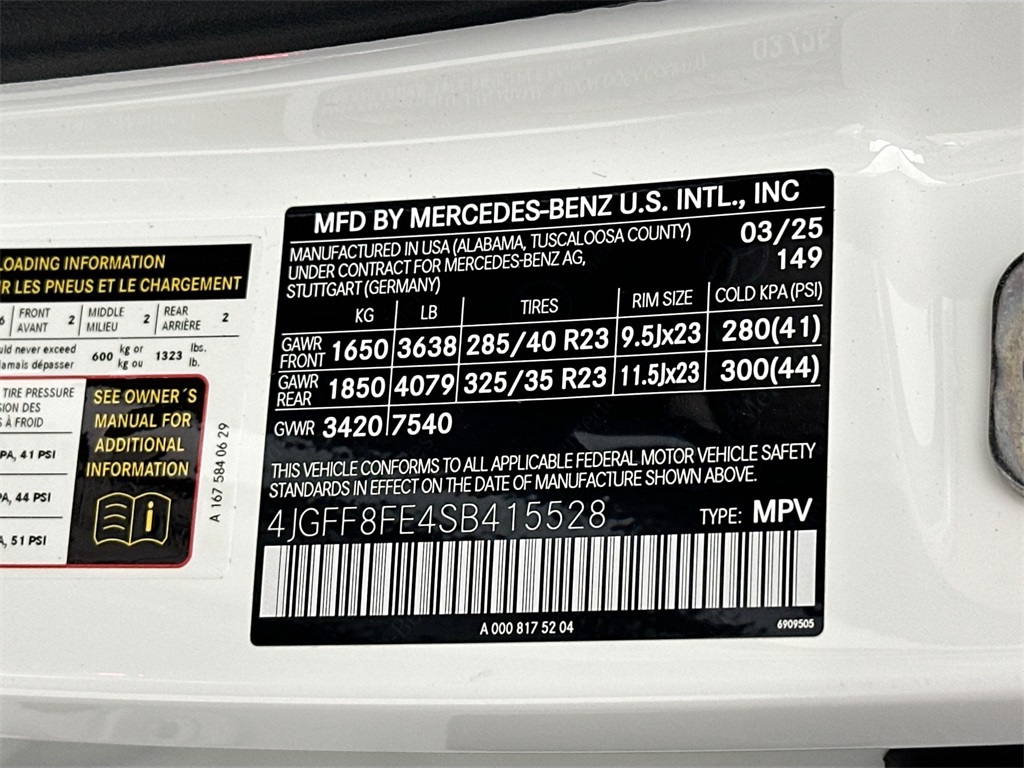 LOADING INFORMATION
R LES PNEUS ET LE CHARGEMENT
6 FRONT AVANT 2 MIDDLE MILIEU 2 REAR ARRIÈRE 2
uld never exceed
jamais dépasser 600 kg or kg ou 1323 lbs. lb.
TIRE PRESSURE
SION DES
S À FROID
PA, 41 PSI
PA, 44 PSI
A, 51 PSI
SEE OWNER´S
MANUAL FOR
ADDITIONAL
INFORMATION
i
A 167 584 06 29
MFD BY MERCEDES-BENZ U.S. INTL., INC
MANUFACTURED IN USA (ALABAMA, TUSCALOOSA COUNTY) 03/25
UNDER CONTRACT FOR MERCEDES-BENZ AG, 149
STUTTGART (GERMANY)
KG LB TIRES RIM SIZE COLD KPA (PSI)
GAWR FRONT 1650 3638 285/40 R23 9.5Jx23 280(41)
GAWR REAR 1850 4079 325/35 R23 11.5Jx23 300(44)
GVWR 3420 7540
THIS VEHICLE CONFORMS TO ALL APPLICABLE FEDERAL MOTOR VEHICLE SAFETY
STANDARDS IN EFFECT ON THE DATE OF MANUFACTURE SHOWN ABOVE.
4JGFF8FE4SB415528 TYPE: MPV
A 000 817 52 04
6909505